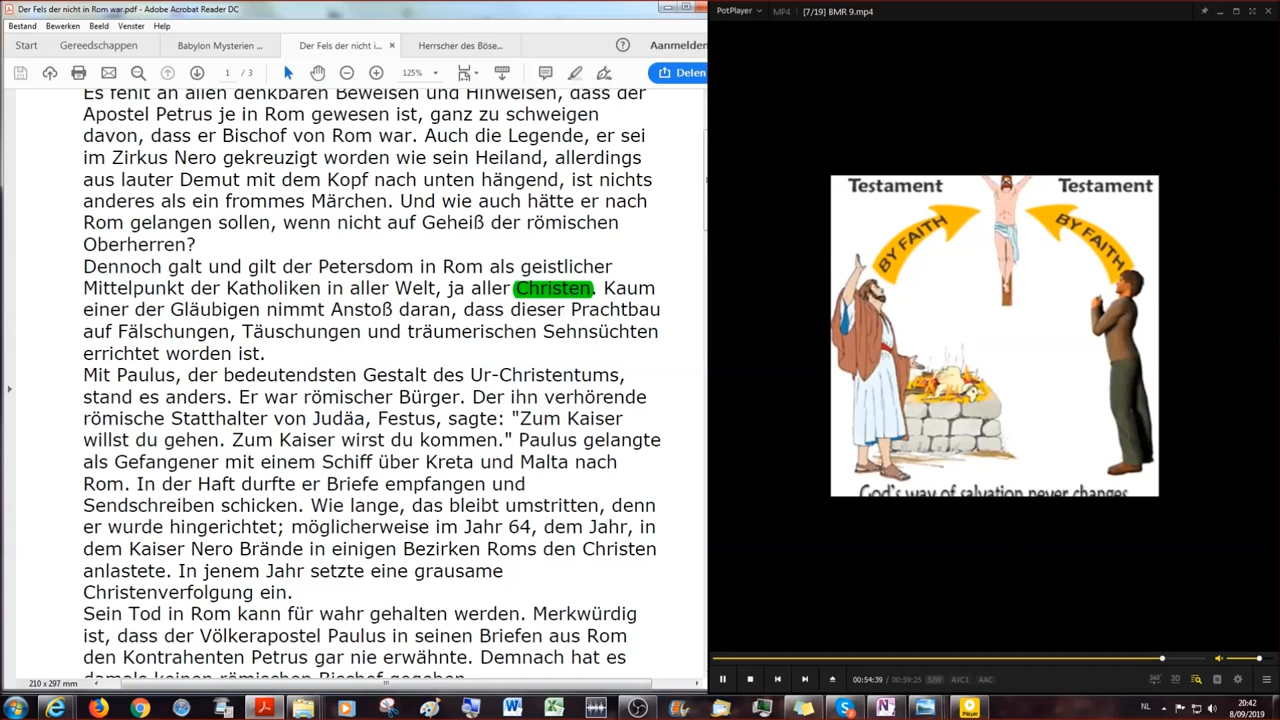 Der Fels der nicht in Rom war.pdf - Adobe Acrobat Reader DC
Bestand Bewerken Beeld Venster Help
Start Gereedschappen Babylon Mysterien ... Der Fels der nicht i... × Herrscher des Böse... Aanmelden
1 / 3 125% Delen
Es fehlt an allen denkbaren Beweisen und Hinweisen, dass der
Apostel Petrus je in Rom gewesen ist, ganz zu schweigen
davon, dass er Bischof von Rom war. Auch die Legende, er sei
im Zirkus Nero gekreuzigt worden wie sein Heiland, allerdings
aus lauter Demut mit dem Kopf nach unten hängend, ist nichts
anderes als ein frommes Märchen. Und wie auch hätte er nach
Rom gelangen sollen, wenn nicht auf Geheiß der römischen
Oberherren?
Dennoch galt und gilt der Petersdom in Rom als geistlicher
Mittelpunkt der Katholiken in aller Welt, ja aller Christen. Kaum
einer der Gläubigen nimmt Anstoß daran, dass dieser Prachtbau
auf Fälschungen, Täuschungen und träumerischen Sehnsüchten
errichtet worden ist.
Mit Paulus, der bedeutendsten Gestalt des Ur-Christentums,
stand es anders. Er war römischer Bürger. Der ihn verhörende
römische Statthalter von Judäa, Festus, sagte: "Zum Kaiser
willst du gehen. Zum Kaiser wirst du kommen." Paulus gelangte
als Gefangener mit einem Schiff über Kreta und Malta nach
Rom. In der Haft durfte er Briefe empfangen und
Sendschreiben schicken. Wie lange, das bleibt umstritten, denn
er wurde hingerichtet; möglicherweise im Jahr 64, dem Jahr, in
dem Kaiser Nero Brände in einigen Bezirken Roms den Christen
anlastete. In jenem Jahr setzte eine grausame
Christenverfolgung ein.
Sein Tod in Rom kann für wahr gehalten werden. Merkwürdig
ist, dass der Völkerapostel Paulus in seinen Briefen aus Rom
den Kontrahenten Petrus gar nie erwähnte. Demnach hat es
damals keinen römischen Bischof gegeben.
210 x 297 mm
PotPlayer MP4 [7/19] BMR 9.mp4
Testament Testament
BY FAITH BY FAITH
God's way of salvation never changes
00:54:39 / 00:59:25 S/W AVC1 AAC
360° 3D
NL 20:42
8/09/2019